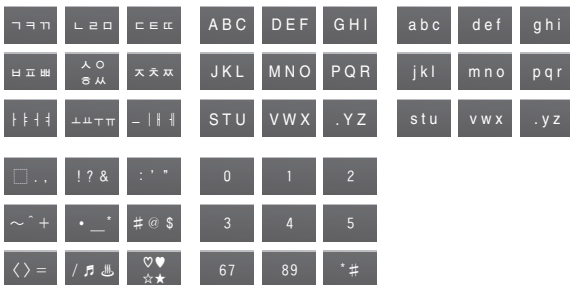 ㄱㅋㄲ ㄴㄹㅁ ㄷㅌㄸ ABC DEF GHI abc def ghi
ㅂㅍㅃ ㅅㅇㅎㅆ ㅈㅊㅉ JKL MNO PQR jkl mno pqr
ㅏㅑㅓㅕ ㅗㅛㅜㅠ ㅡㅣㅐㅔ STU VWX .YZ stu vwx .yz
⬚., !?& :'" 0 1 2
～^+ •_* ♯@$ 3 4 5
〈〉= /♬♨ ♡♥☆★ 67 89 *♯